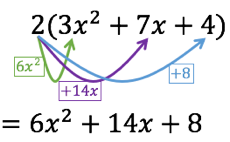 2(3x² + 7x + 4)
6x²
+14x
+8
= 6x² + 14x + 8